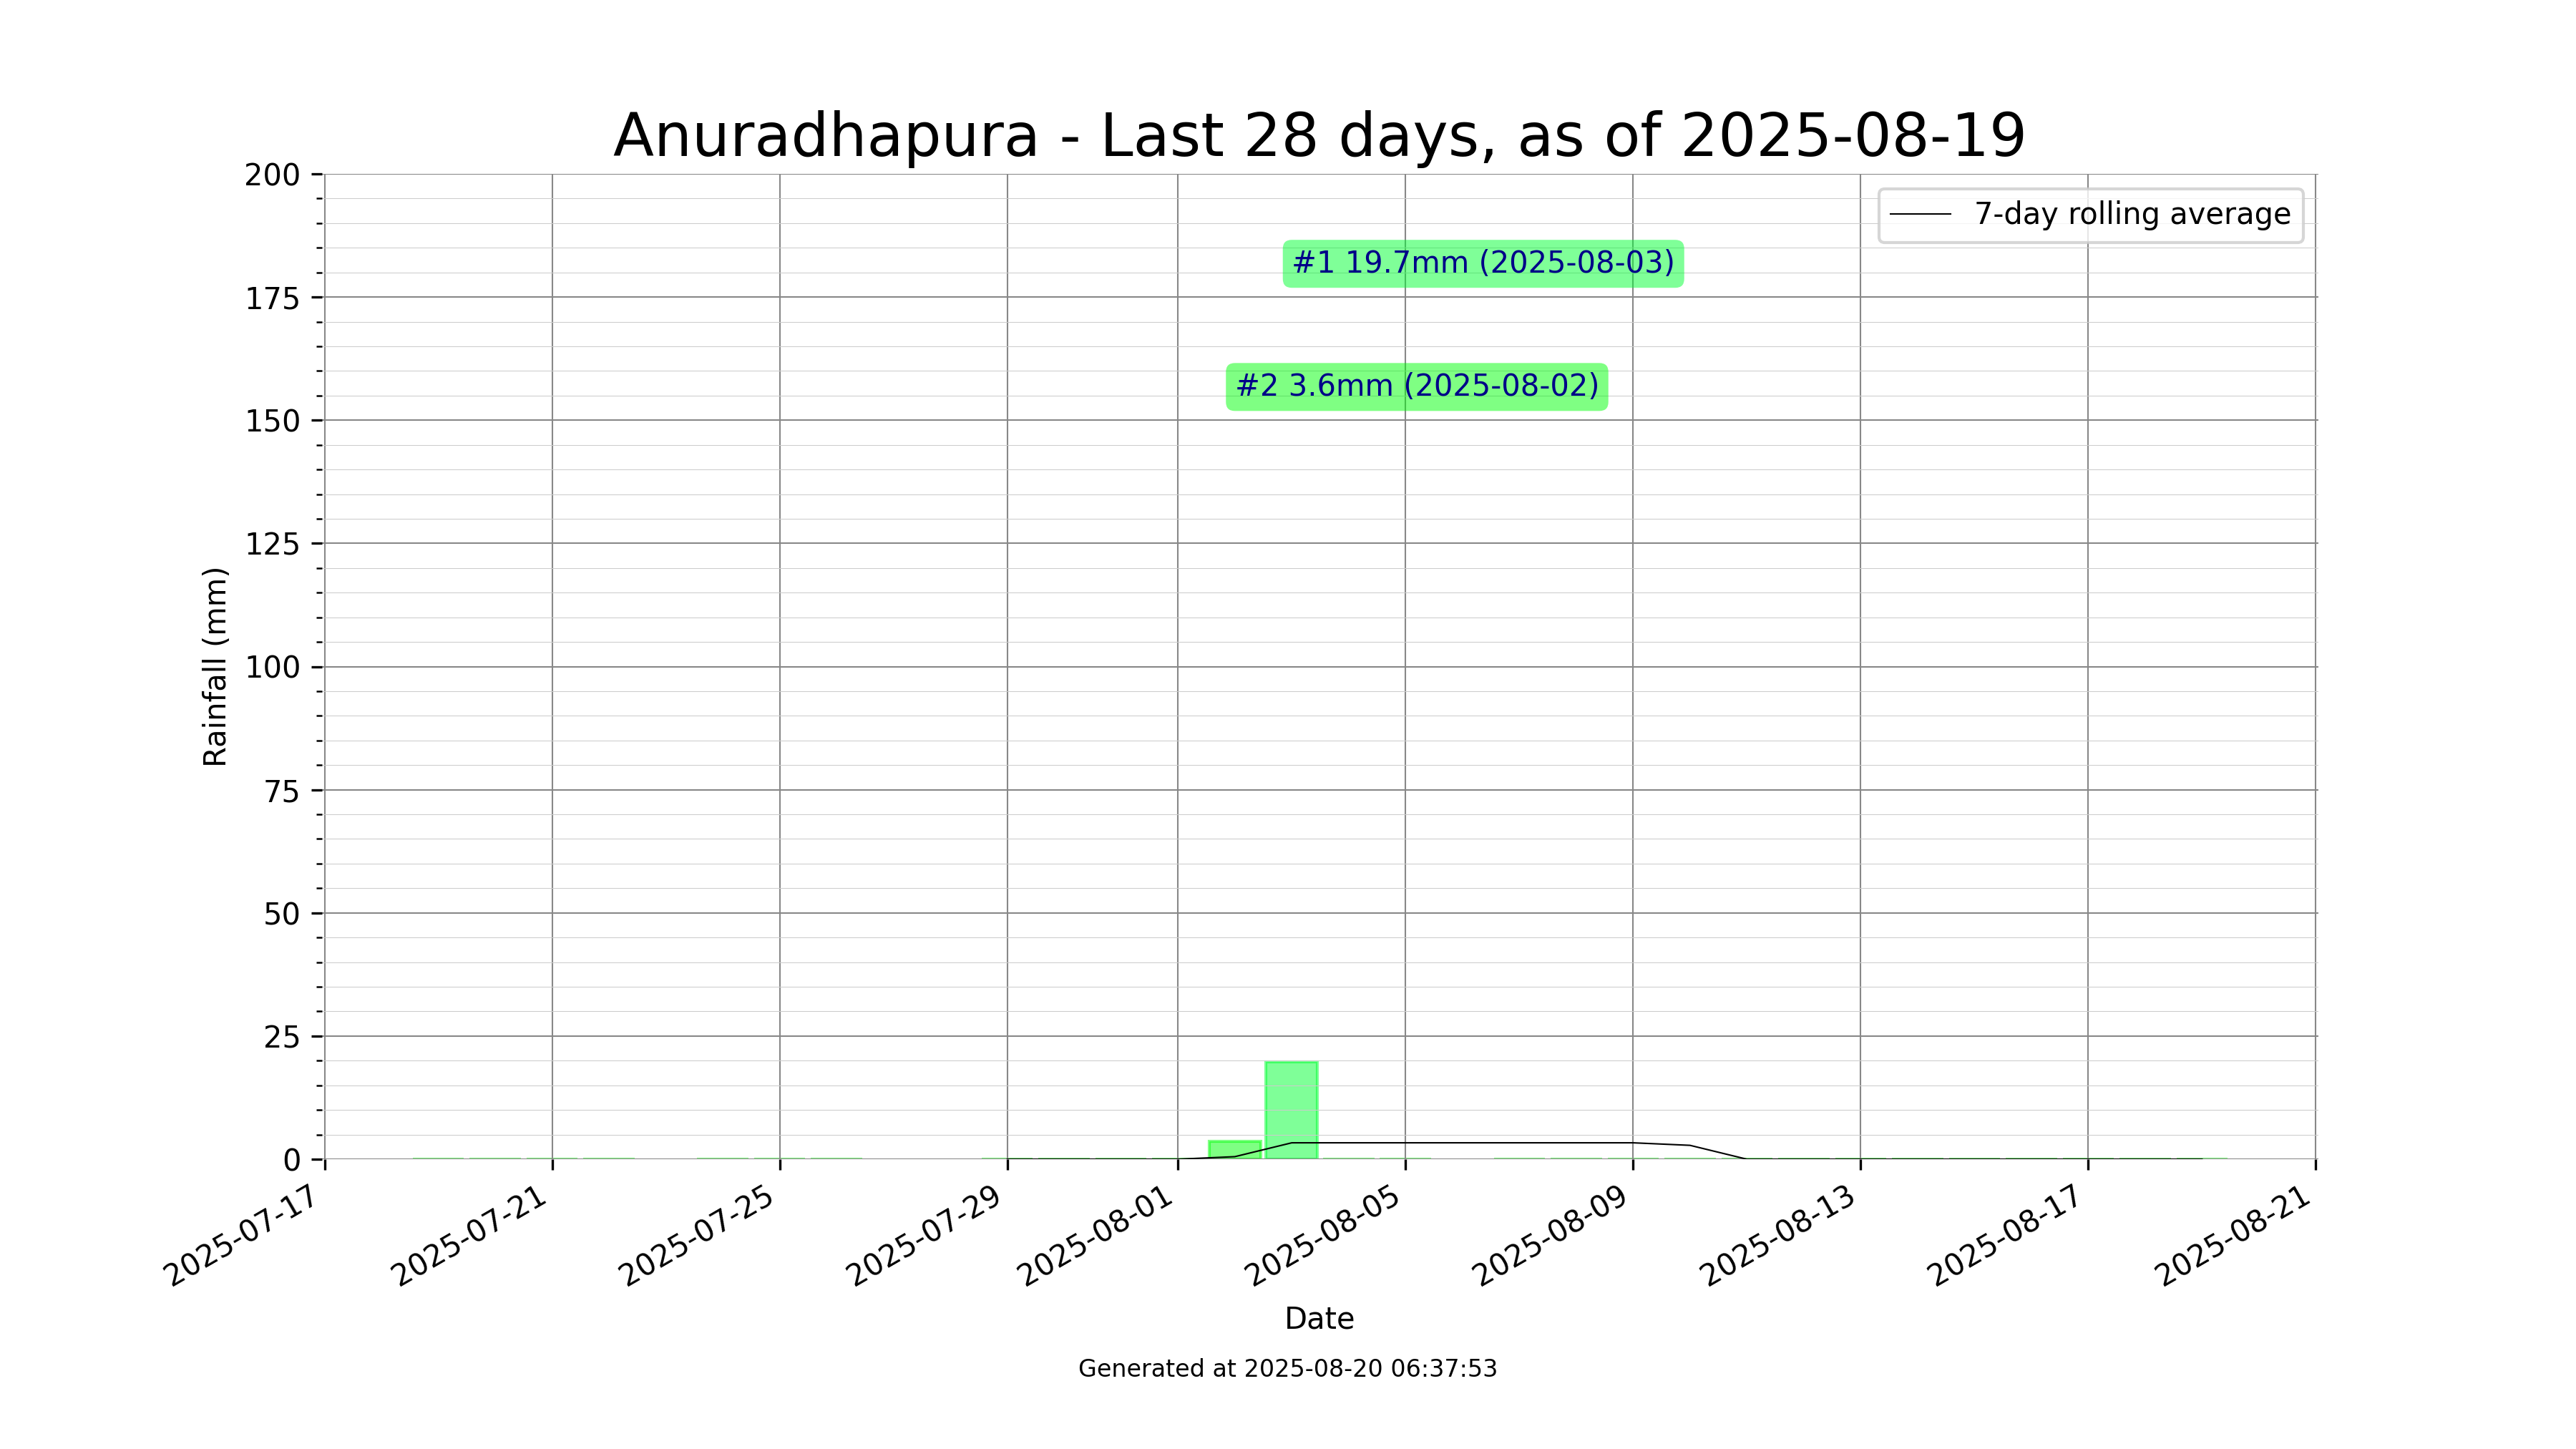 Anuradhapura - Last 28 days, as of 2025-08-19
200
175
150
125
100
75
50
25
0
Rainfall (mm)
7-day rolling average
#1 19.7mm (2025-08-03)
#2 3.6mm (2025-08-02)
2025-07-17
2025-07-21
2025-07-25
2025-07-29
2025-08-01
2025-08-05
2025-08-09
2025-08-13
2025-08-17
2025-08-21
Date
Generated at 2025-08-20 06:37:53